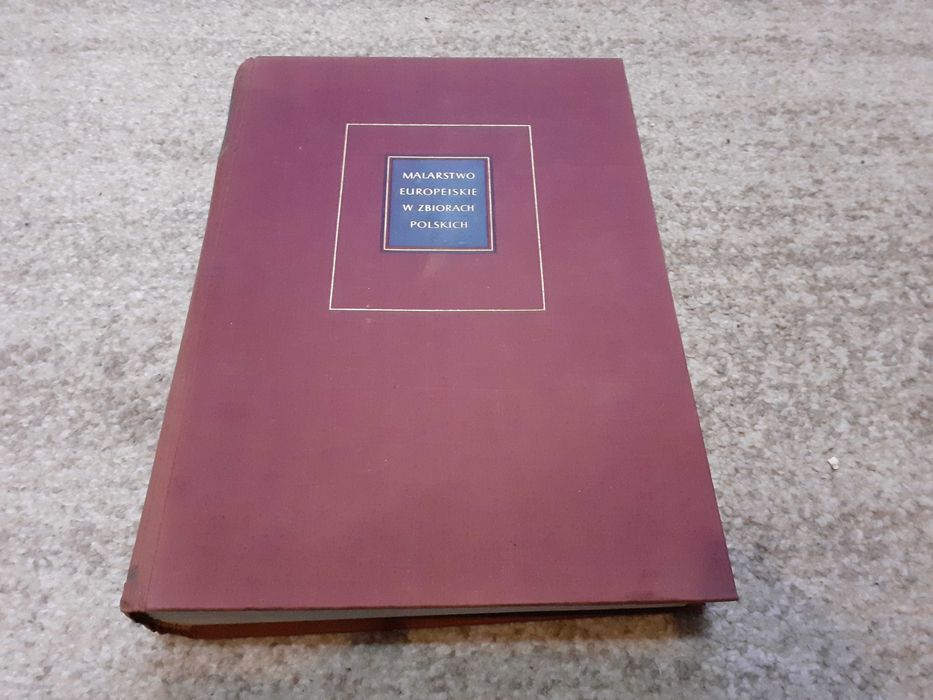 MALARSTWO
EUROPEJSKIE
W ZBIORACH
POLSKICH